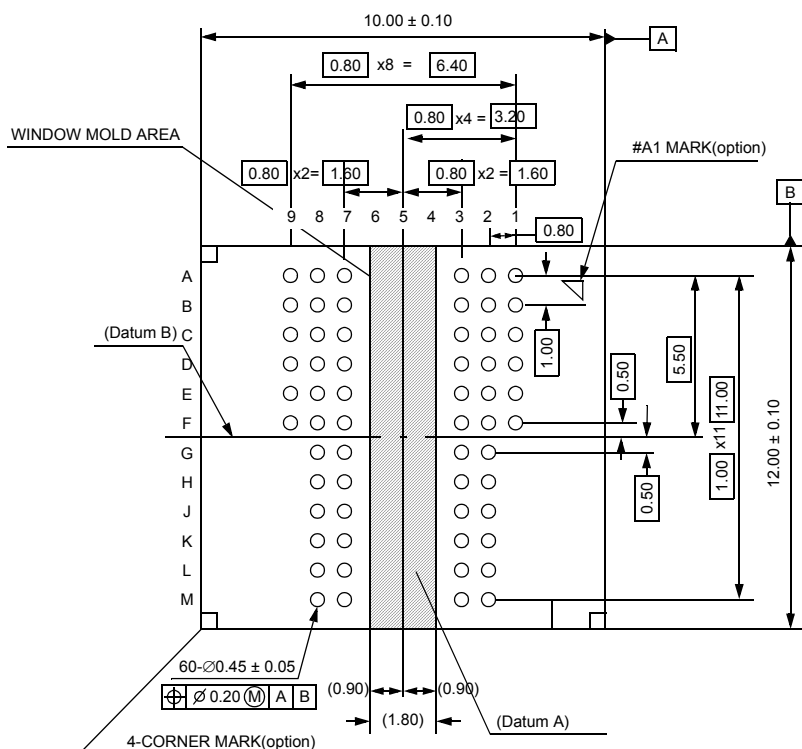 10.00 ± 0.10
A
0.80 x8 = 6.40
0.80 x4 = 3.20
WINDOW MOLD AREA
#A1 MARK(option)
0.80 x2= 1.60
0.80 x2 = 1.60
B
9 8 7 6 5 4 3 2 1
0.80
A
B
C
(Datum B)
D
E
F
G
H
J
K
L
M
1.00
0.50
5.50
0.50
1.00 x11 11.00
12.00 ± 0.10
60-∅0.45 ± 0.05
⌖ ∅ 0.20 Ⓜ A B
(0.90)
(0.90)
(1.80)
(Datum A)
4-CORNER MARK(option)